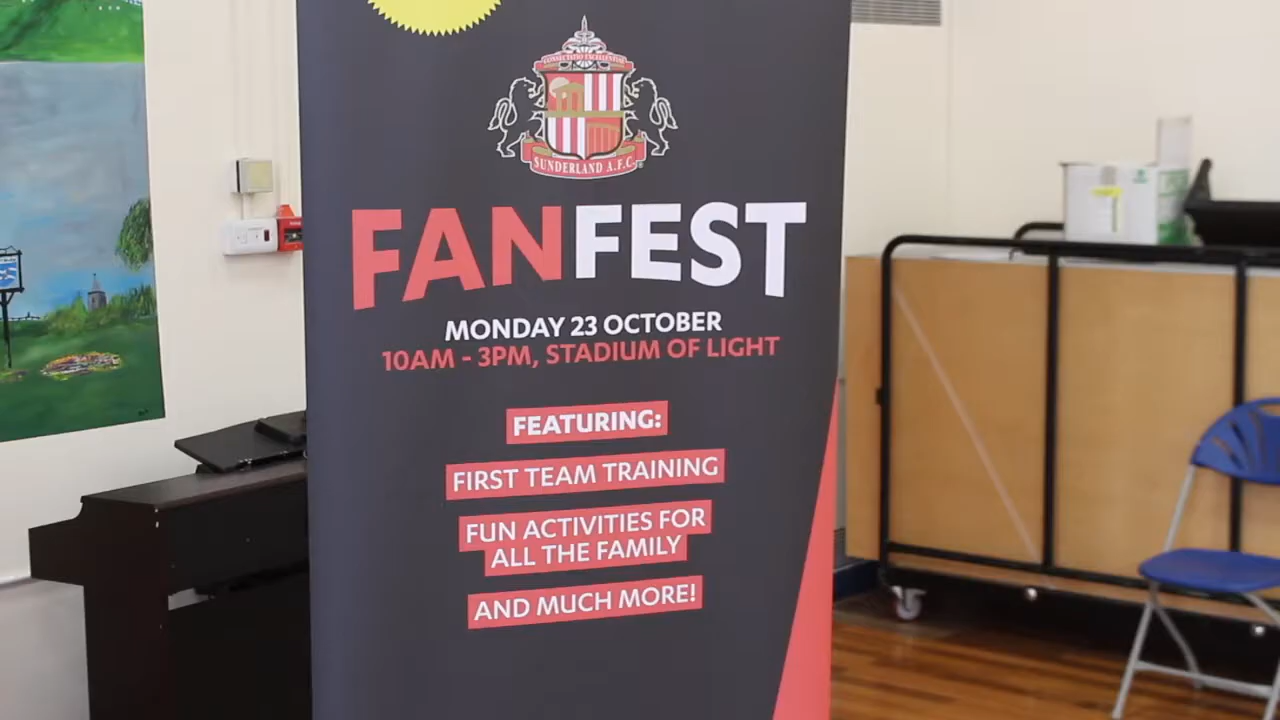 CONSECTATIO EXCELLENTIAE
SUNDERLAND A.F.C.
FANFEST
MONDAY 23 OCTOBER
10AM - 3PM, STADIUM OF LIGHT
FEATURING:
FIRST TEAM TRAINING
FUN ACTIVITIES FOR
ALL THE FAMILY
AND MUCH MORE!